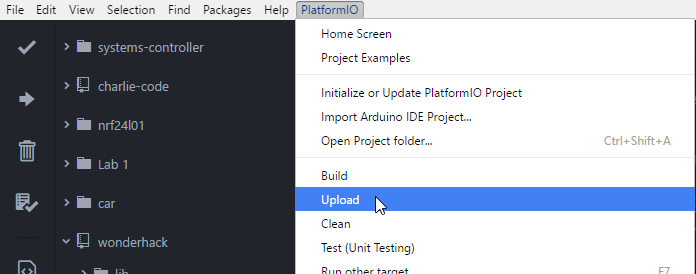 File Edit View Selection Find Packages Help PlatformIO
Home Screen
Project Examples
Initialize or Update PlatformIO Project
Import Arduino IDE Project...
Open Project folder... Ctrl+Shift+A
Build
Upload
Clean
Test (Unit Testing)
Run other target F7
systems-controller
charlie-code
nrf24l01
Lab 1
car
wonderhack
lib